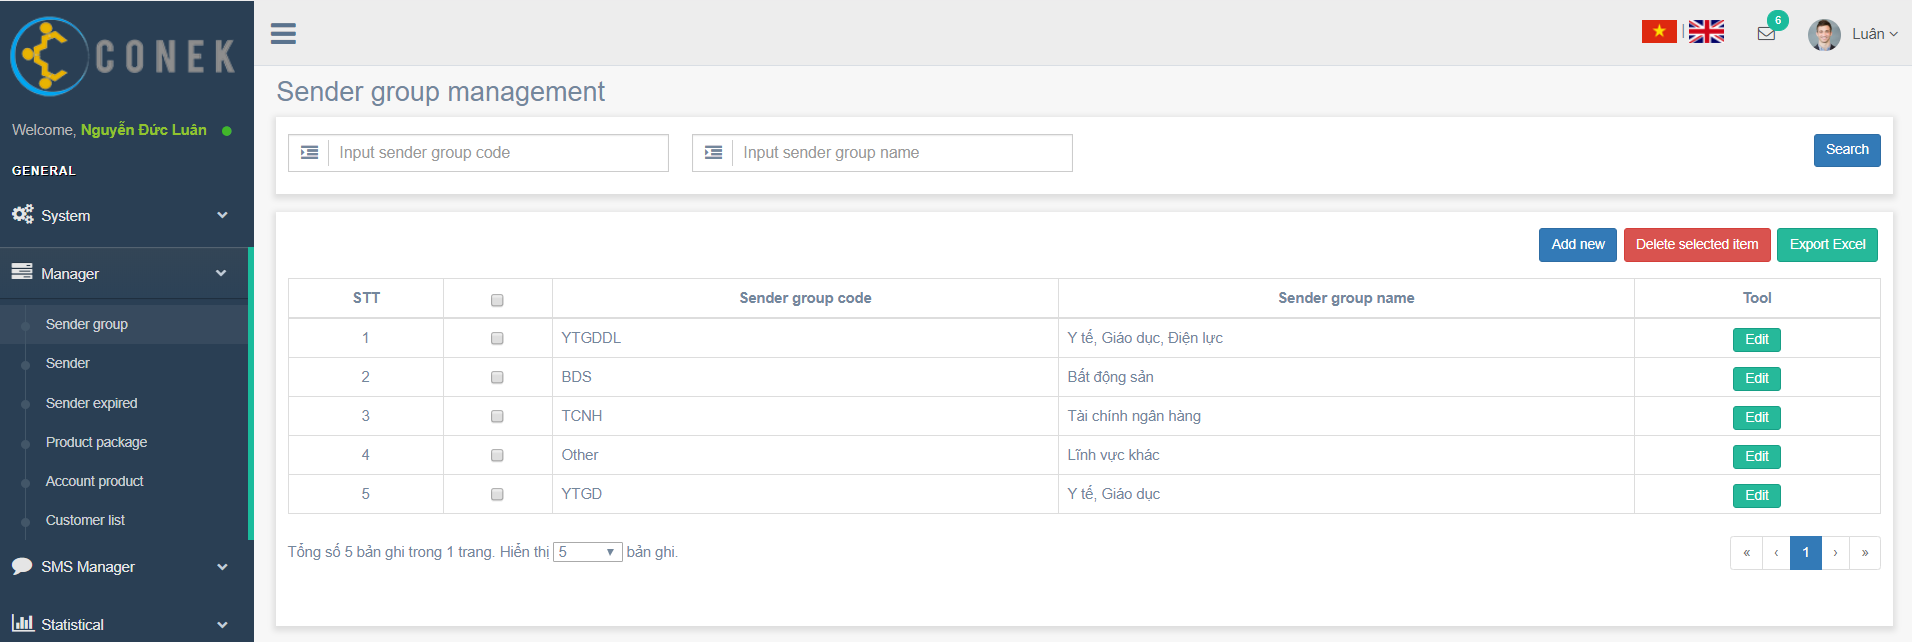 CONEK
6
Luân
Welcome, Nguyễn Đức Luân
GENERAL
System
Manager
Sender group
Sender
Sender expired
Product package
Account product
Customer list
SMS Manager
Statistical
Sender group management
Input sender group code
Input sender group name
Search
Add new
Delete selected item
Export Excel
STT Sender group code Sender group name Tool
1 YTGDDL Y tế, Giáo dục, Điện lực Edit
2 BDS Bất động sản Edit
3 TCNH Tài chính ngân hàng Edit
4 Other Lĩnh vực khác Edit
5 YTGD Y tế, Giáo dục Edit
Tổng số 5 bản ghi trong 1 trang. Hiển thị 5 bản ghi.
« ‹ 1 › »